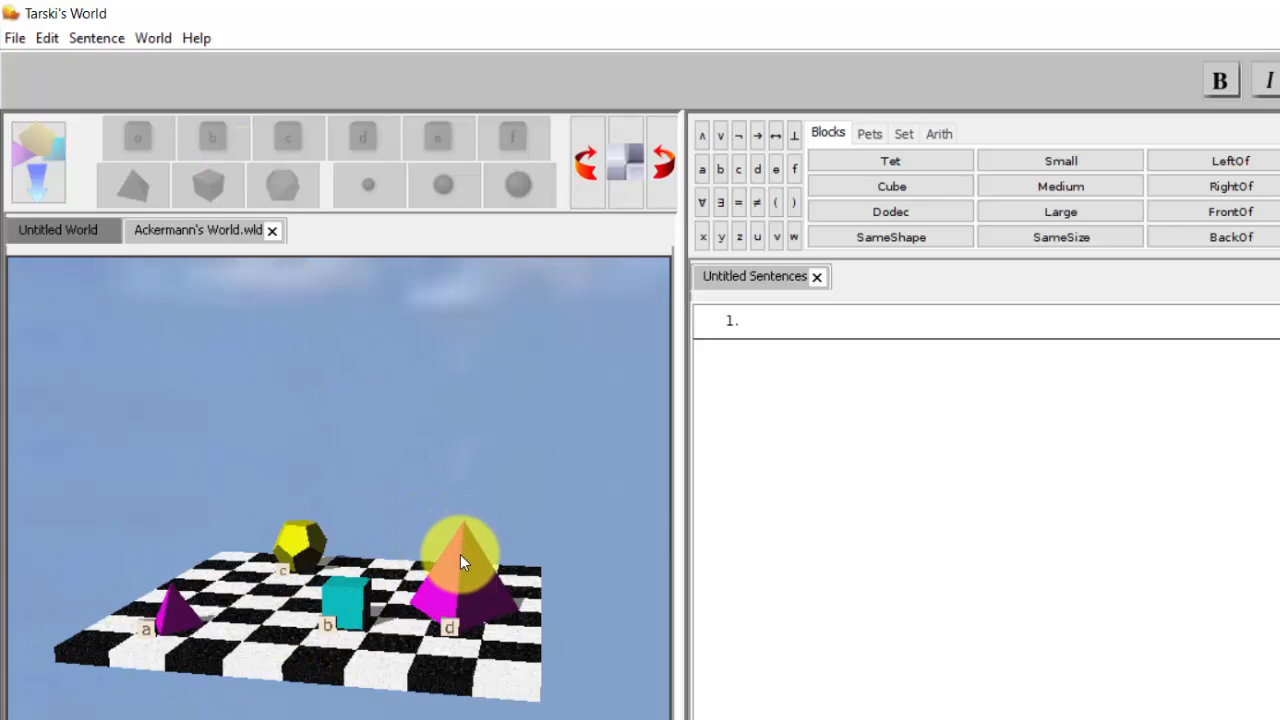 Tarski's World
File Edit Sentence World Help
B I
a b c d e f
Untitled World Ackermann's World.wld
∧ ∨ ¬ → ↔ ⊥
a b c d e f
∀ ∃ = ≠ ( )
x y z u v w
Blocks Pets Set Arith
Tet Small LeftOf
Cube Medium RightOf
Dodec Large FrontOf
SameShape SameSize BackOf
Untitled Sentences
1.
c
a b d